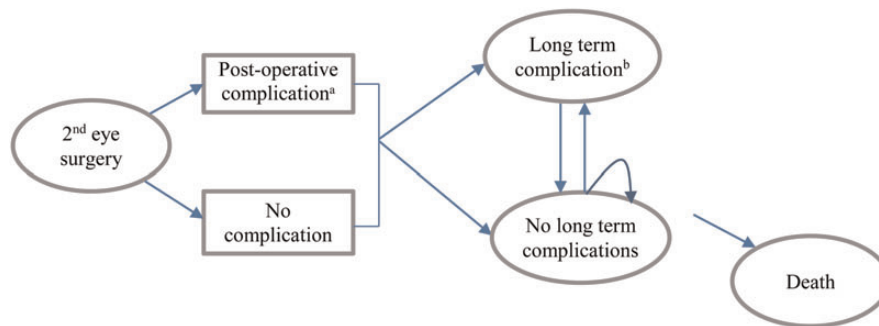 Post-operative
complicationᵃ
Long term
complicationᵇ
2ⁿᵈ eye
surgery
No
complication
No long term
complications
Death